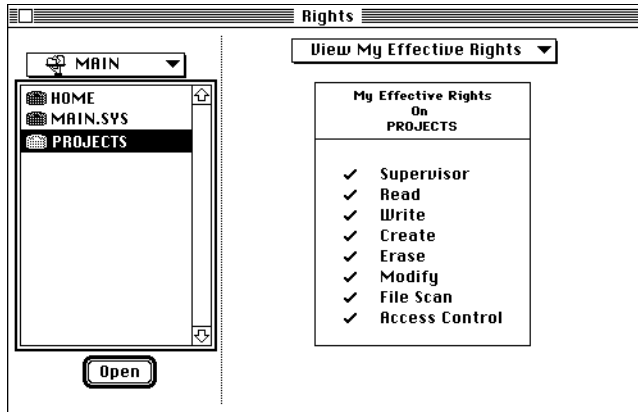 Rights
MAIN
HOME
MAIN.SYS
PROJECTS
Open
View My Effective Rights
My Effective Rights
On
PROJECTS
Supervisor
Read
Write
Create
Erase
Modify
File Scan
Access Control